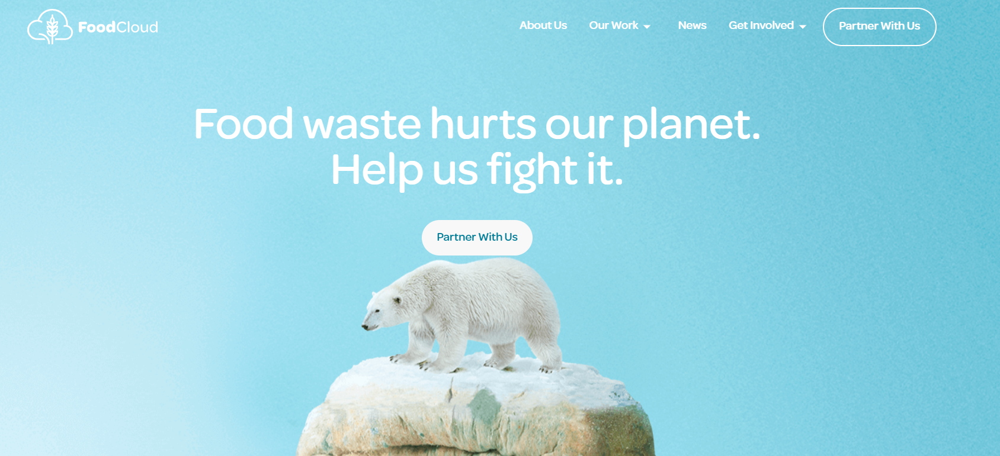 FoodCloud
About Us
Our Work
News
Get Involved
Partner With Us
Food waste hurts our planet.
Help us fight it.
Partner With Us